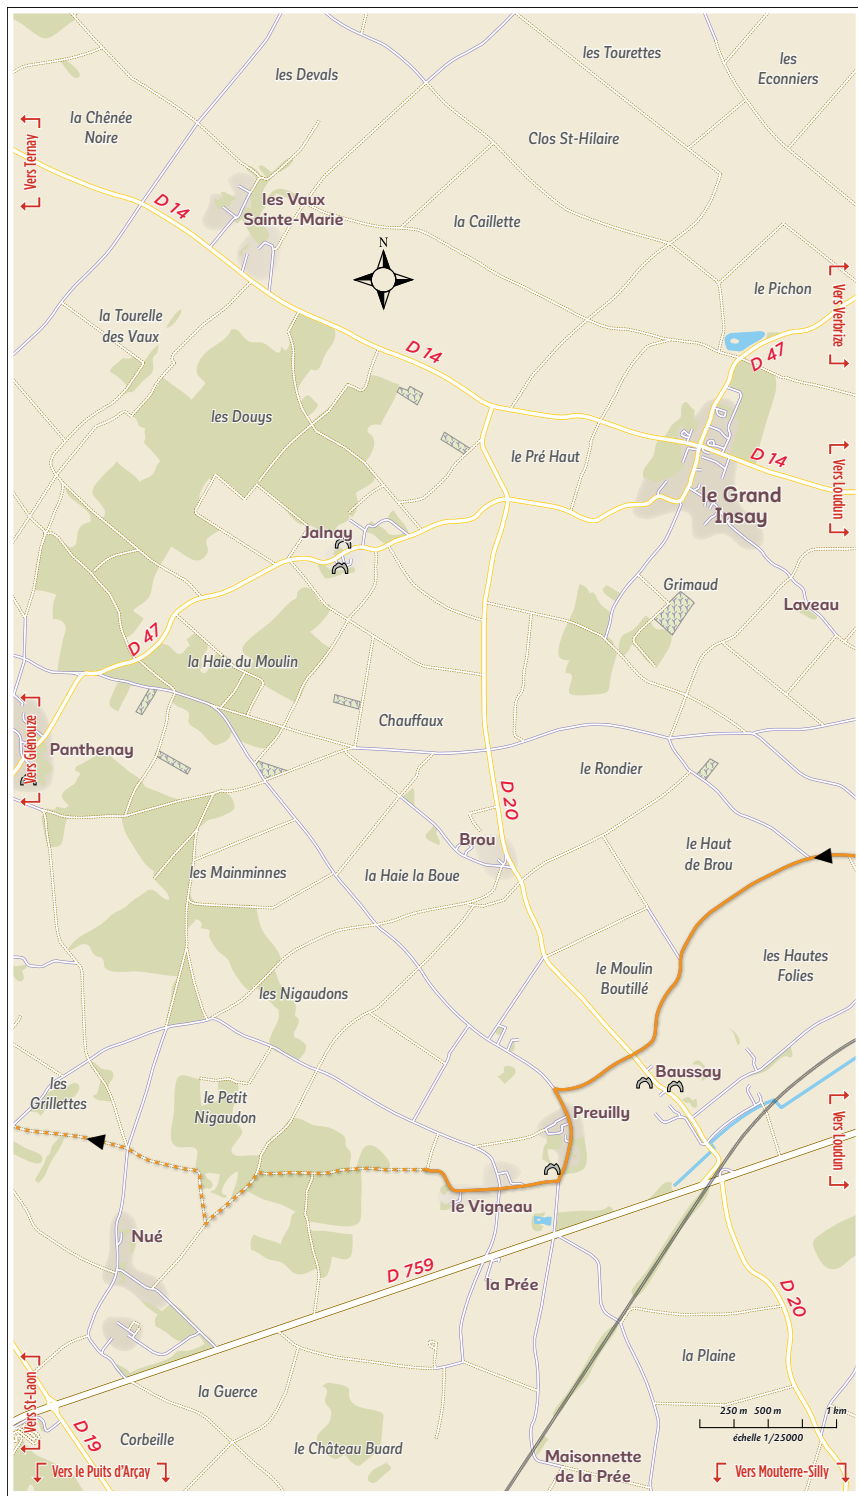 les Tourettes
les
Econniers
les Devals
la Chênée
Noire
Clos St-Hilaire
Vers Ternay
D 14
les Vaux
Sainte-Marie
la Caillette
N
le Pichon
Vers Verbrize
la Tourelle
des Vaux
D 14
D 47
les Douys
le Pré Haut
D 14
Vers Loudun
le Grand
Insay
Jalnay
Grimaud
Laveau
D 47
la Haie du Moulin
Chauffaux
Vers Glénouze
Panthenay
le Rondier
D 20
Brou
le Haut
de Brou
les Mainminnes
la Haie la Boue
les Hautes
Folies
le Moulin
Boutillé
les Nigaudons
Baussay
les
Grillettes
le Petit
Nigaudon
Preuilly
Vers Loudun
le Vigneau
Nué
D 759
la Prée
D 20
la Plaine
Vers St-Laon
la Guerce
250 m 500 m 1 km
échelle 1/25000
D 19
Corbeille
le Château Buard
Maisonnette
de la Prée
Vers le Puits d'Arçay
Vers Mouterre-Silly